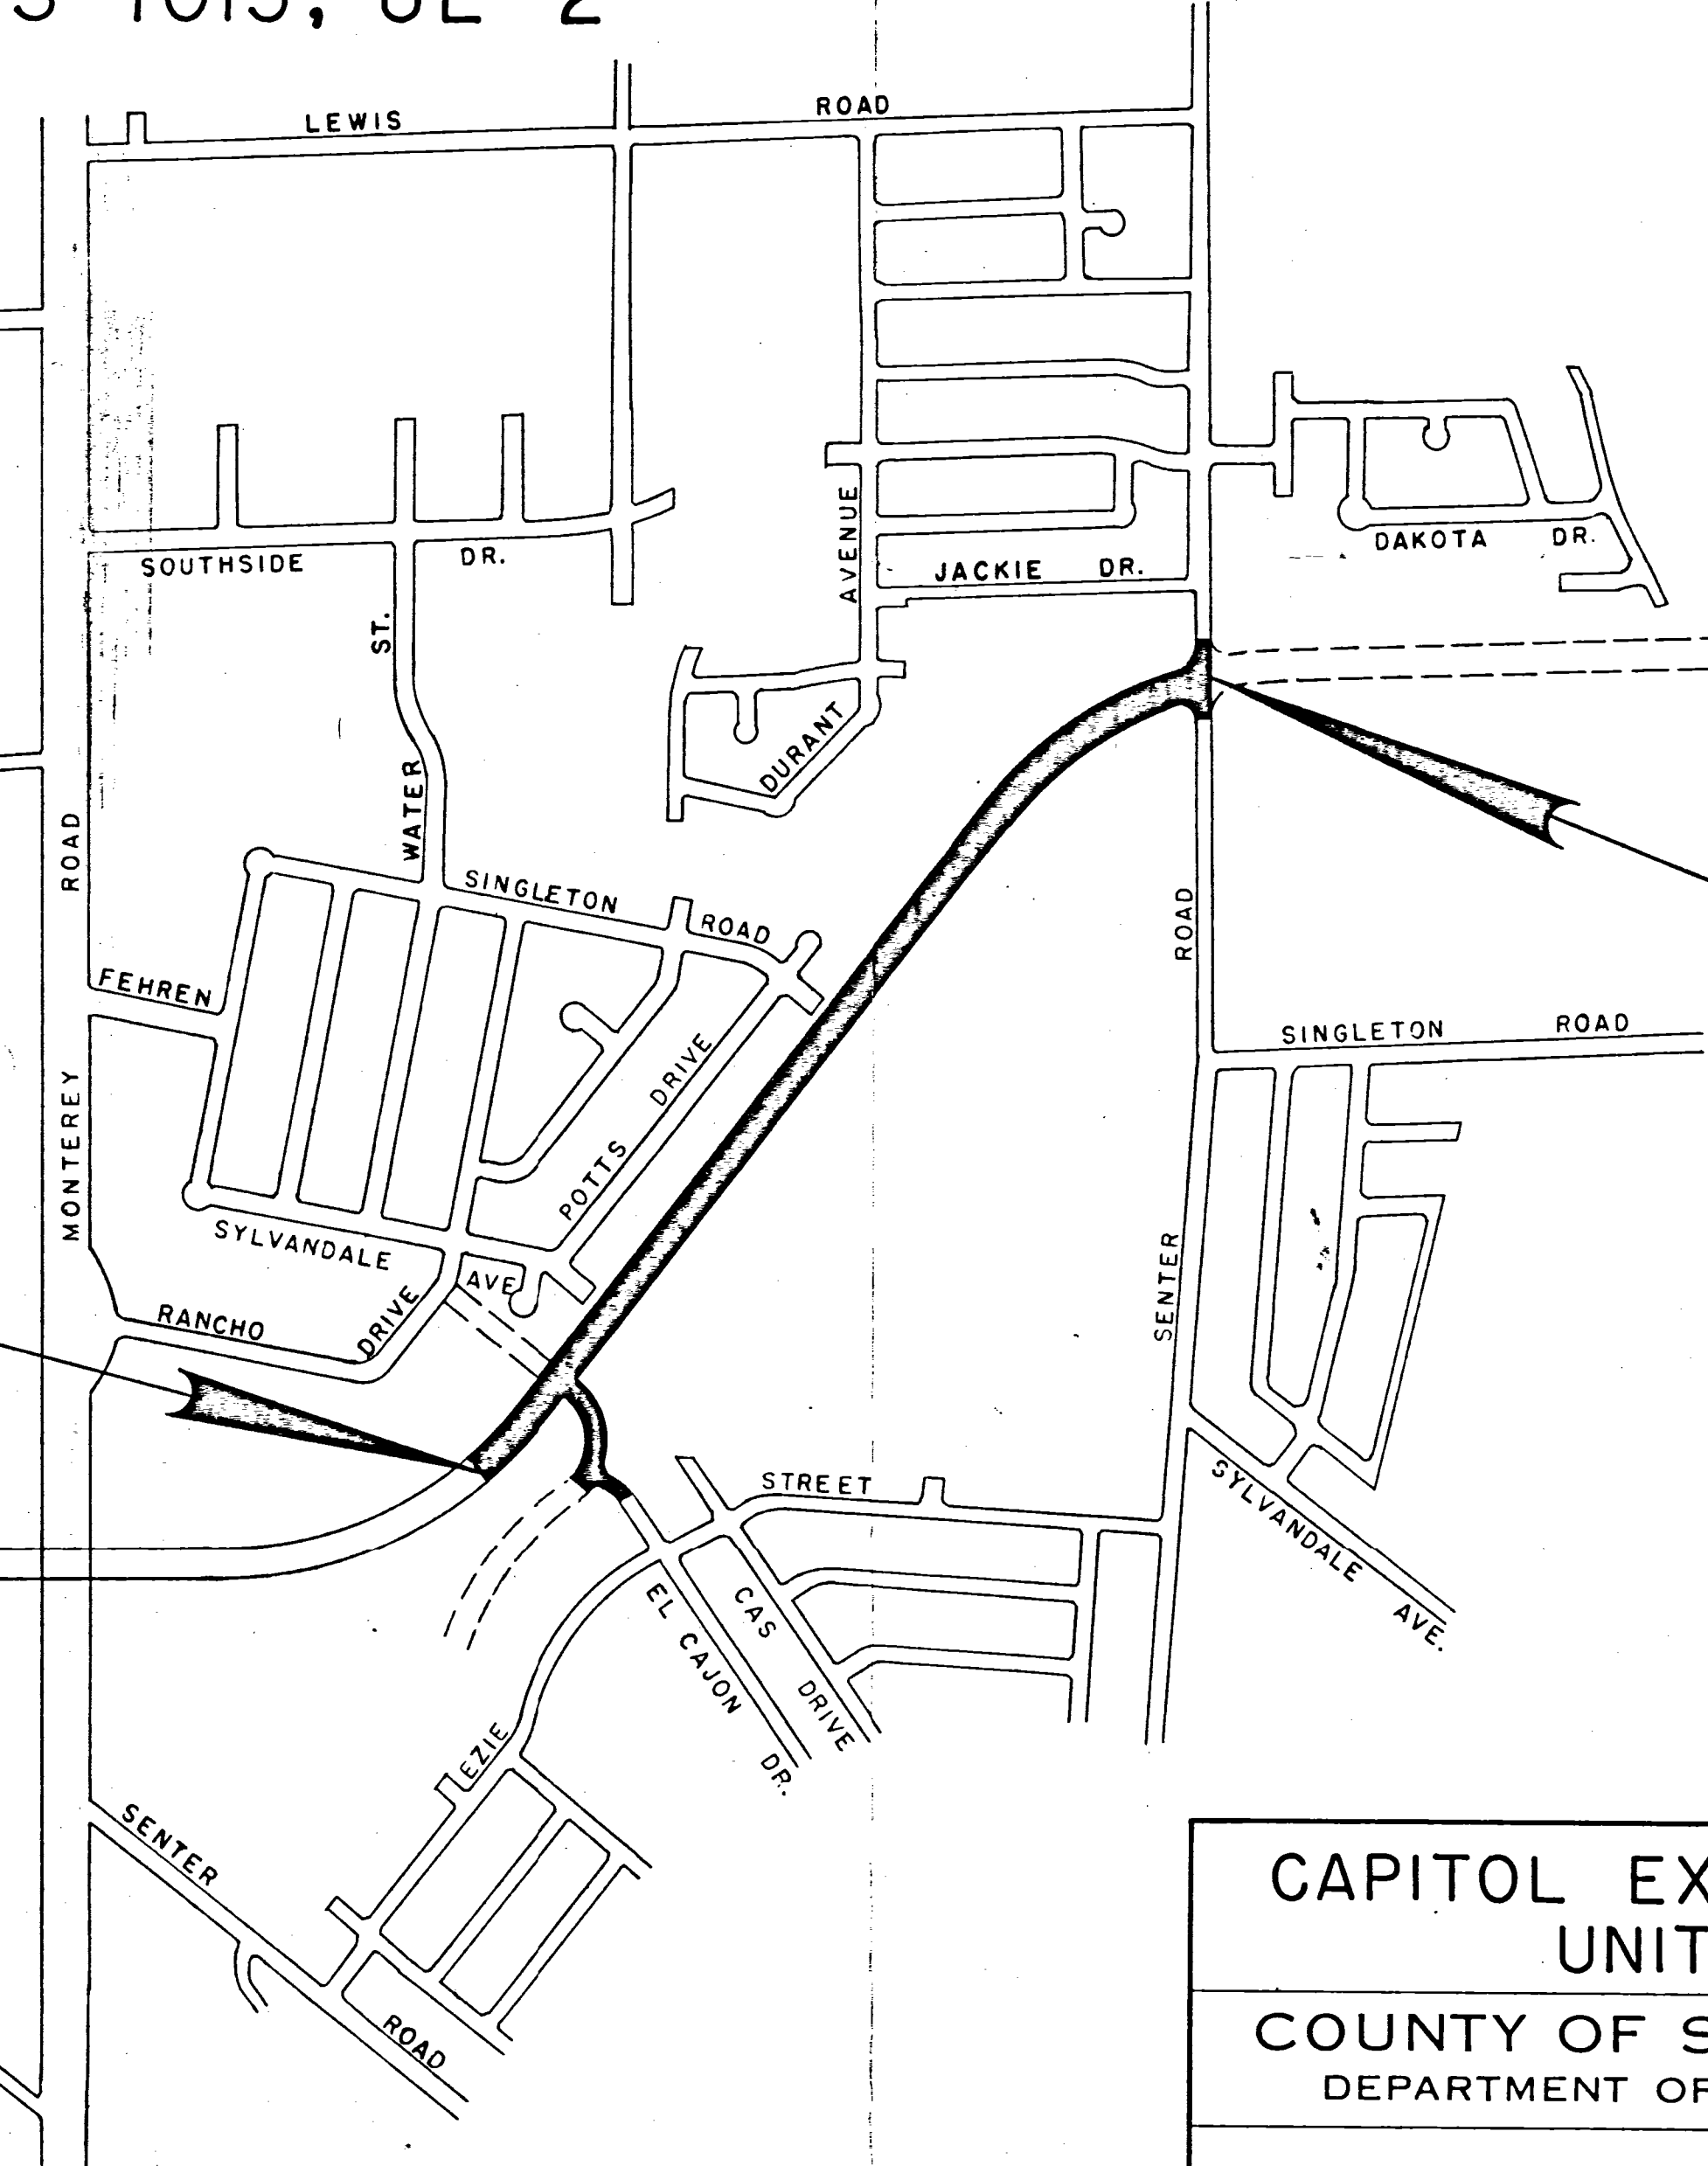 LEWIS ROAD
SOUTHSIDE DR.
AVENUE
JACKIE DR.
DAKOTA DR.
ST.
WATER
DURANT
ROAD
MONTEREY
SINGLETON ROAD
FEHREN
POTTS DRIVE
ROAD
SENTER
SINGLETON ROAD
SYLVANDALE AVE
RANCHO DRIVE
STREET
SYLVANDALE AVE.
EL CAJON DR.
CAS DRIVE
EZIE
SENTER ROAD
CAPITOL EX
UNIT
COUNTY OF S
DEPARTMENT OF